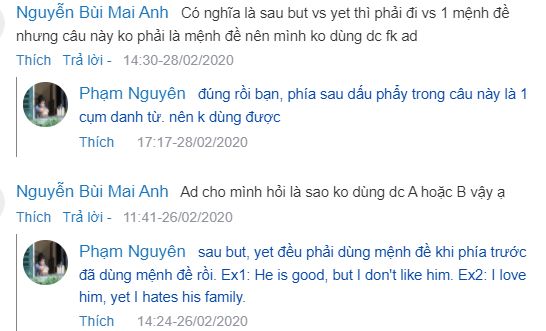 Nguyễn Bùi Mai Anh Có nghĩa là sau but vs yet thì phải đi vs 1 mệnh đề
nhưng câu này ko phải là mệnh đề nên mình ko dùng dc fk ad
Thích Trả lời - 14:30-28/02/2020
Phạm Nguyên đúng rồi bạn, phía sau dấu phẩy trong câu này là 1
cụm danh từ. nên k dùng được
Thích 17:17-28/02/2020
Nguyễn Bùi Mai Anh Ad cho mình hỏi là sao ko dùng dc A hoặc B vậy ạ
Thích Trả lời - 11:41-26/02/2020
Phạm Nguyên sau but, yet đều phải dùng mệnh đề khi phía trước
đã dùng mệnh đề rồi. Ex1: He is good, but I don't like him. Ex2: I love
him, yet I hates his family.
Thích 14:24-26/02/2020